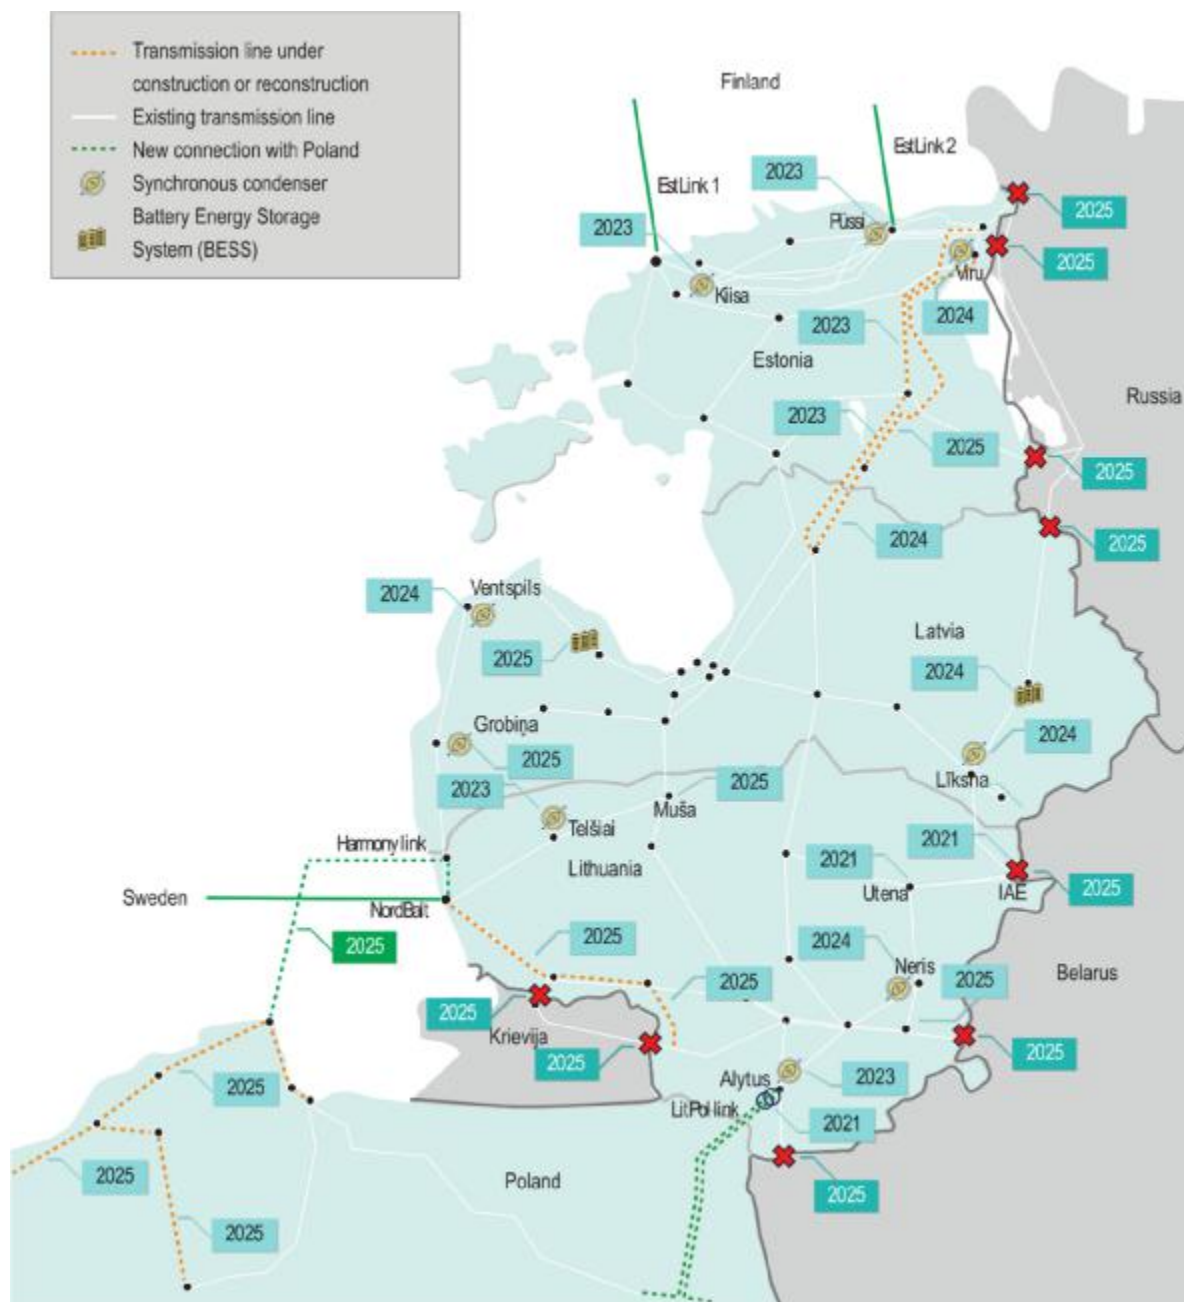 Transmission line under
construction or reconstruction
Existing transmission line
New connection with Poland
Synchronous condenser
Battery Energy Storage
System (BESS)
Finland
EstLink 2
2023
EstLink 1
2025
Püssi
2023
2025
Viru
Kiisa
2024
2023
Estonia
Russia
2023
2025
2025
2024
2025
Ventspils
2024
Latvia
2025
2024
Grobiņa
2024
2025
2025
Līksna
2023
Muša
Telšiai
2021
Harmony link
2021
Lithuania
Utena
IAE
2025
Sweden
NordBalt
2025
2025
2024
Neris
2025
Belarus
2025
2025
Krievija
2025
2025
Alytus
2023
2025
LitPol link
2021
2025
Poland
2025
2025